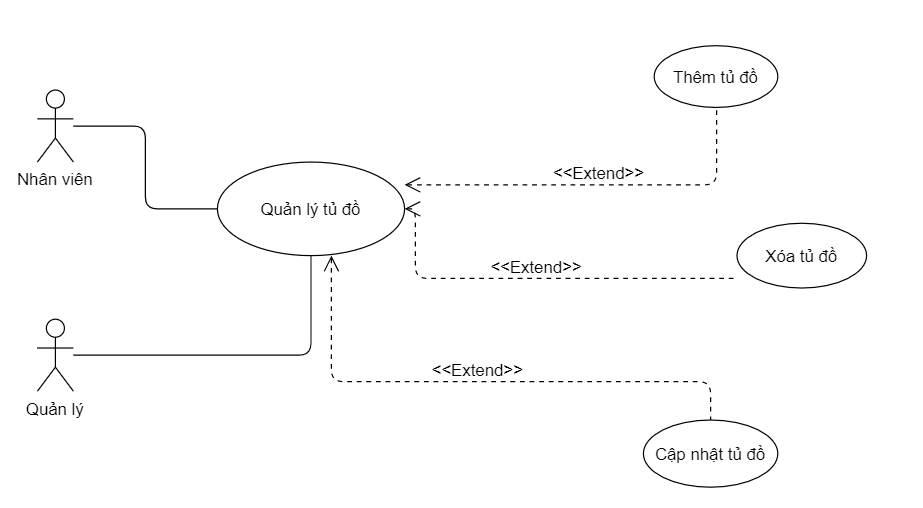 Thêm tủ đồ
Nhân viên
<<Extend>>
Quản lý tủ đồ
Xóa tủ đồ
<<Extend>>
<<Extend>>
Quản lý
Cập nhật tủ đồ